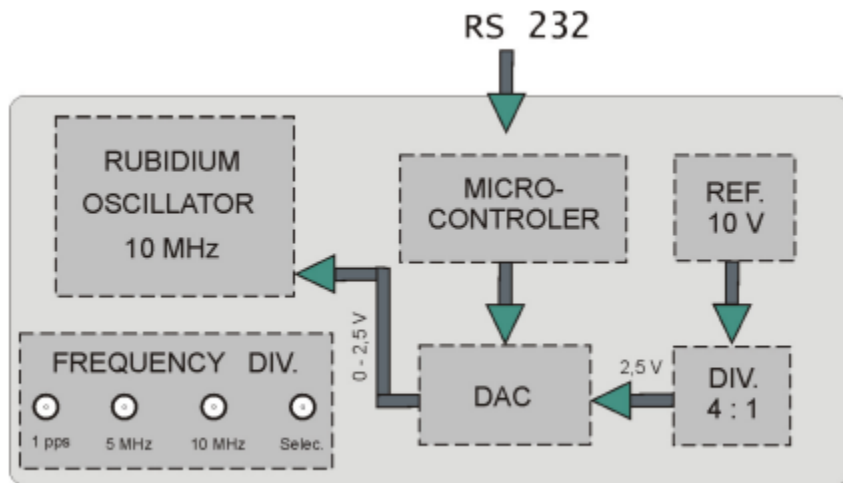 RS 232
RUBIDIUM
OSCILLATOR
10 MHz
MICRO-
CONTROLER
REF.
10 V
0 - 2,5 V
FREQUENCY DIV.
1 pps
5 MHz
10 MHz
Selec.
DAC
2,5 V
DIV.
4 : 1